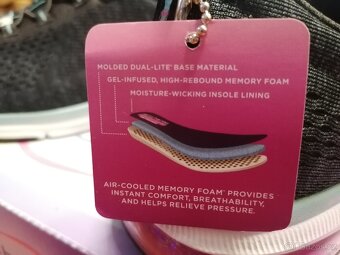 MOLDED DUAL-LITE® BASE MATERIAL
GEL-INFUSED, HIGH-REBOUND MEMORY FOAM
MOISTURE-WICKING INSOLE LINING
AIR-COOLED MEMORY FOAM™ PROVIDES
INSTANT COMFORT, BREATHABILITY,
AND HELPS RELIEVE PRESSURE.